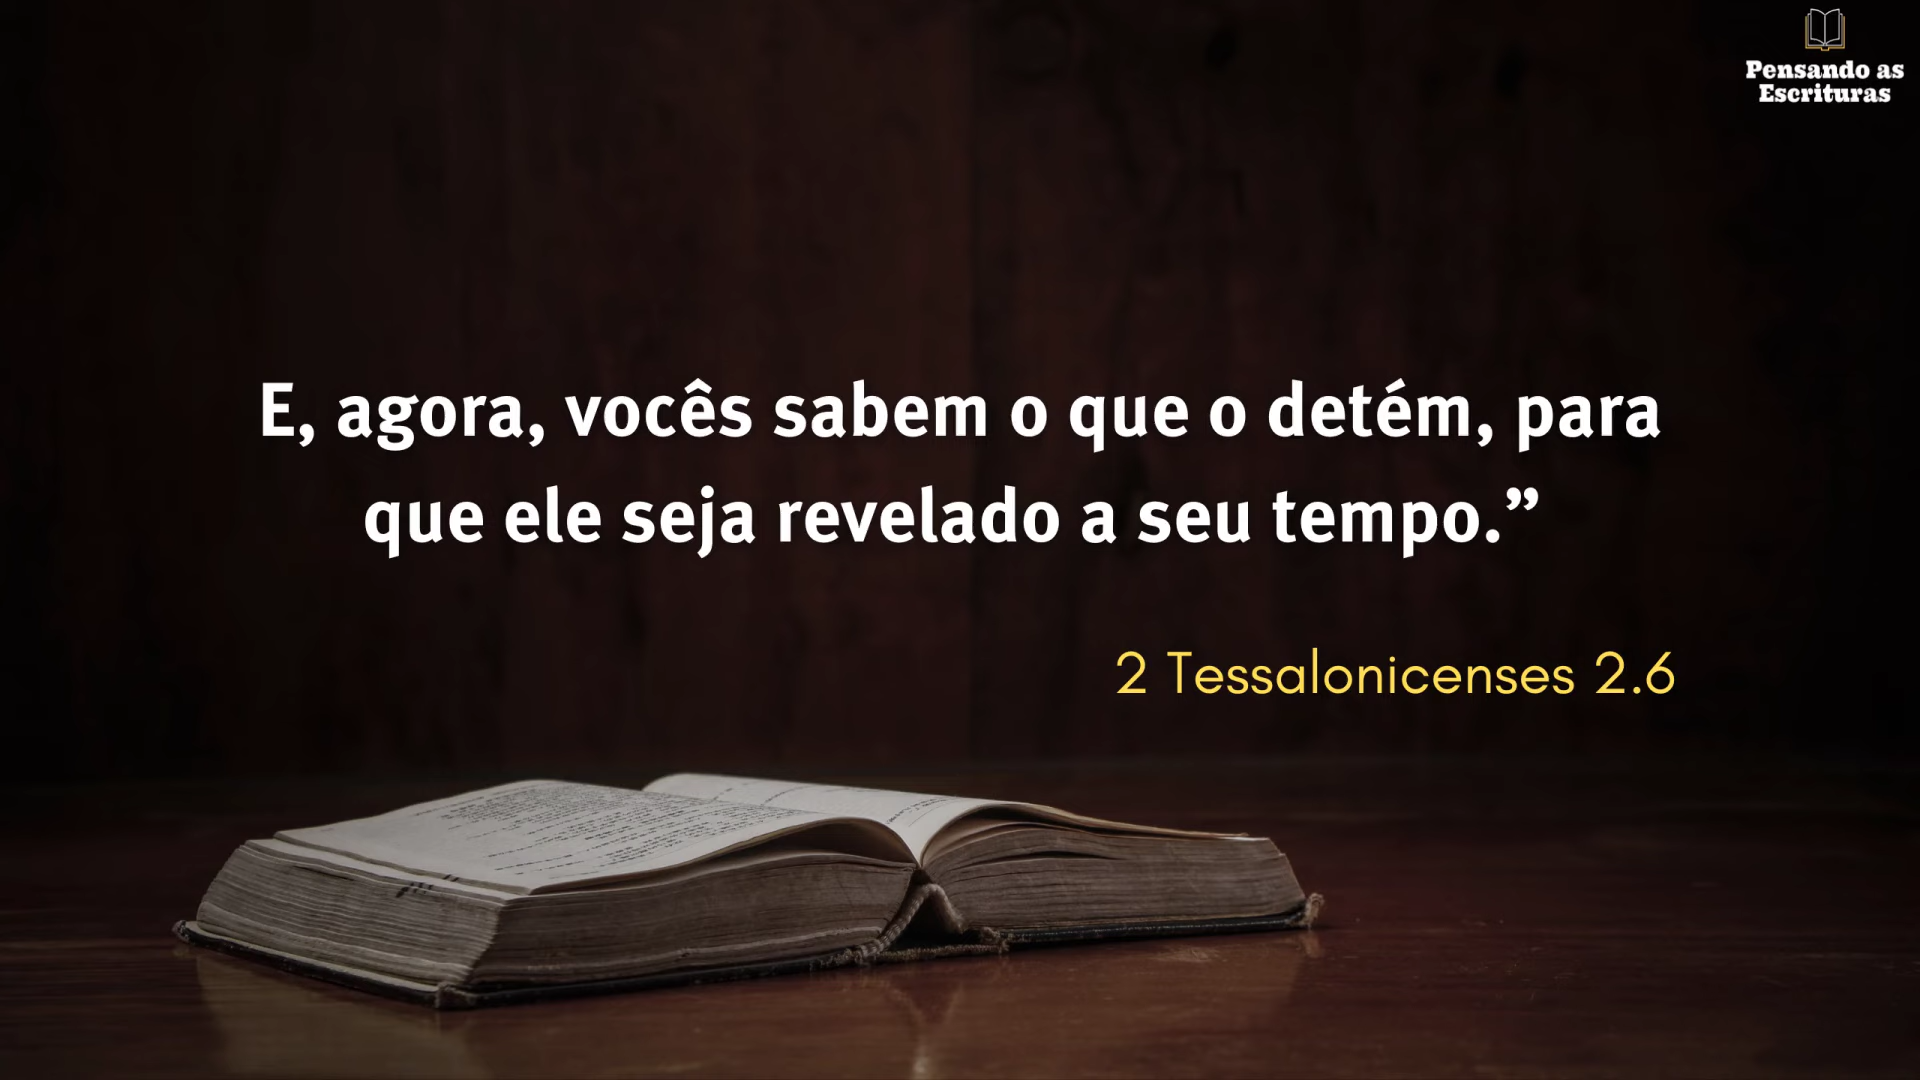 Pensando as
Escrituras
E, agora, vocês sabem o que o detém, para
que ele seja revelado a seu tempo.”
2 Tessalonicenses 2.6